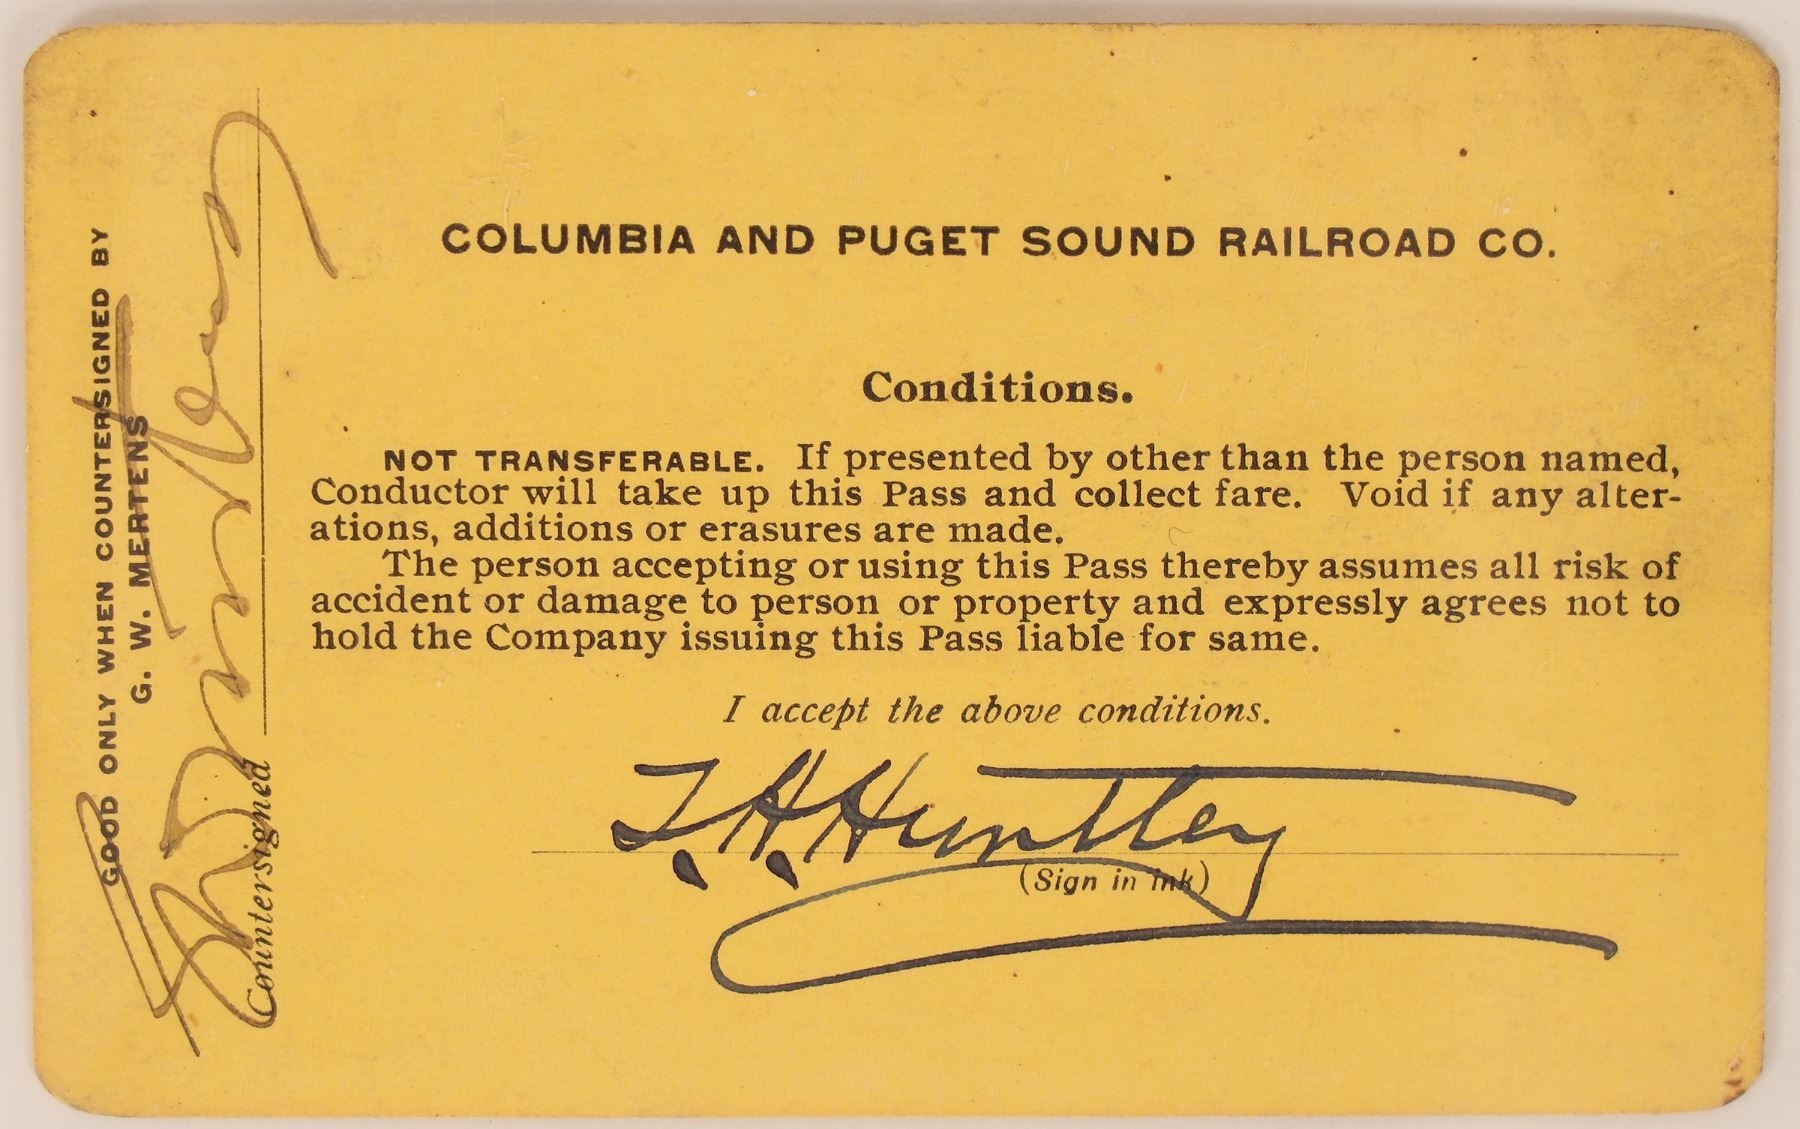 GOOD ONLY WHEN COUNTERSIGNED BY
G. W. MERTENS
Countersigned
COLUMBIA AND PUGET SOUND RAILROAD CO.
Conditions.
NOT TRANSFERABLE. If presented by other than the person named,
Conductor will take up this Pass and collect fare. Void if any alter-
ations, additions or erasures are made.
The person accepting or using this Pass thereby assumes all risk of
accident or damage to person or property and expressly agrees not to
hold the Company issuing this Pass liable for same.
I accept the above conditions.
Huntley
(Sign in ink)